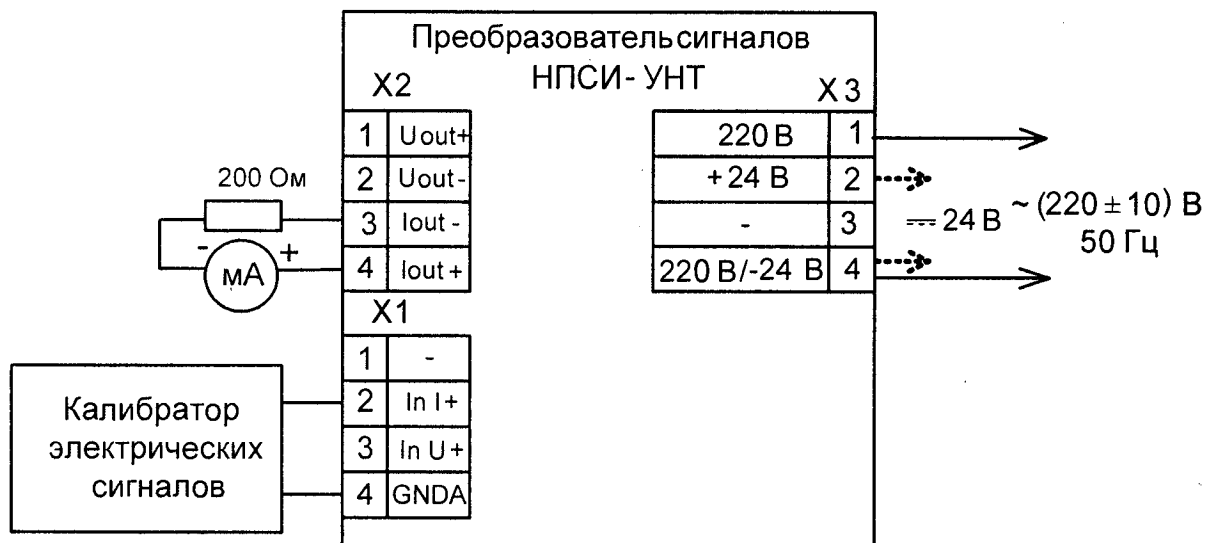 Преобразователь сигналов
НПСИ - УНТ
X2
1 Uout+
2 Uout-
3 Iout -
4 Iout +
200 Ом
- +
мА
X1
1 -
2 In I+
3 In U+
4 GNDA
Калибратор
электрических
сигналов
X3
220 В 1
+24 В 2
- 3
220 В/-24 В 4
24 В
~ (220 ± 10) В
50 Гц